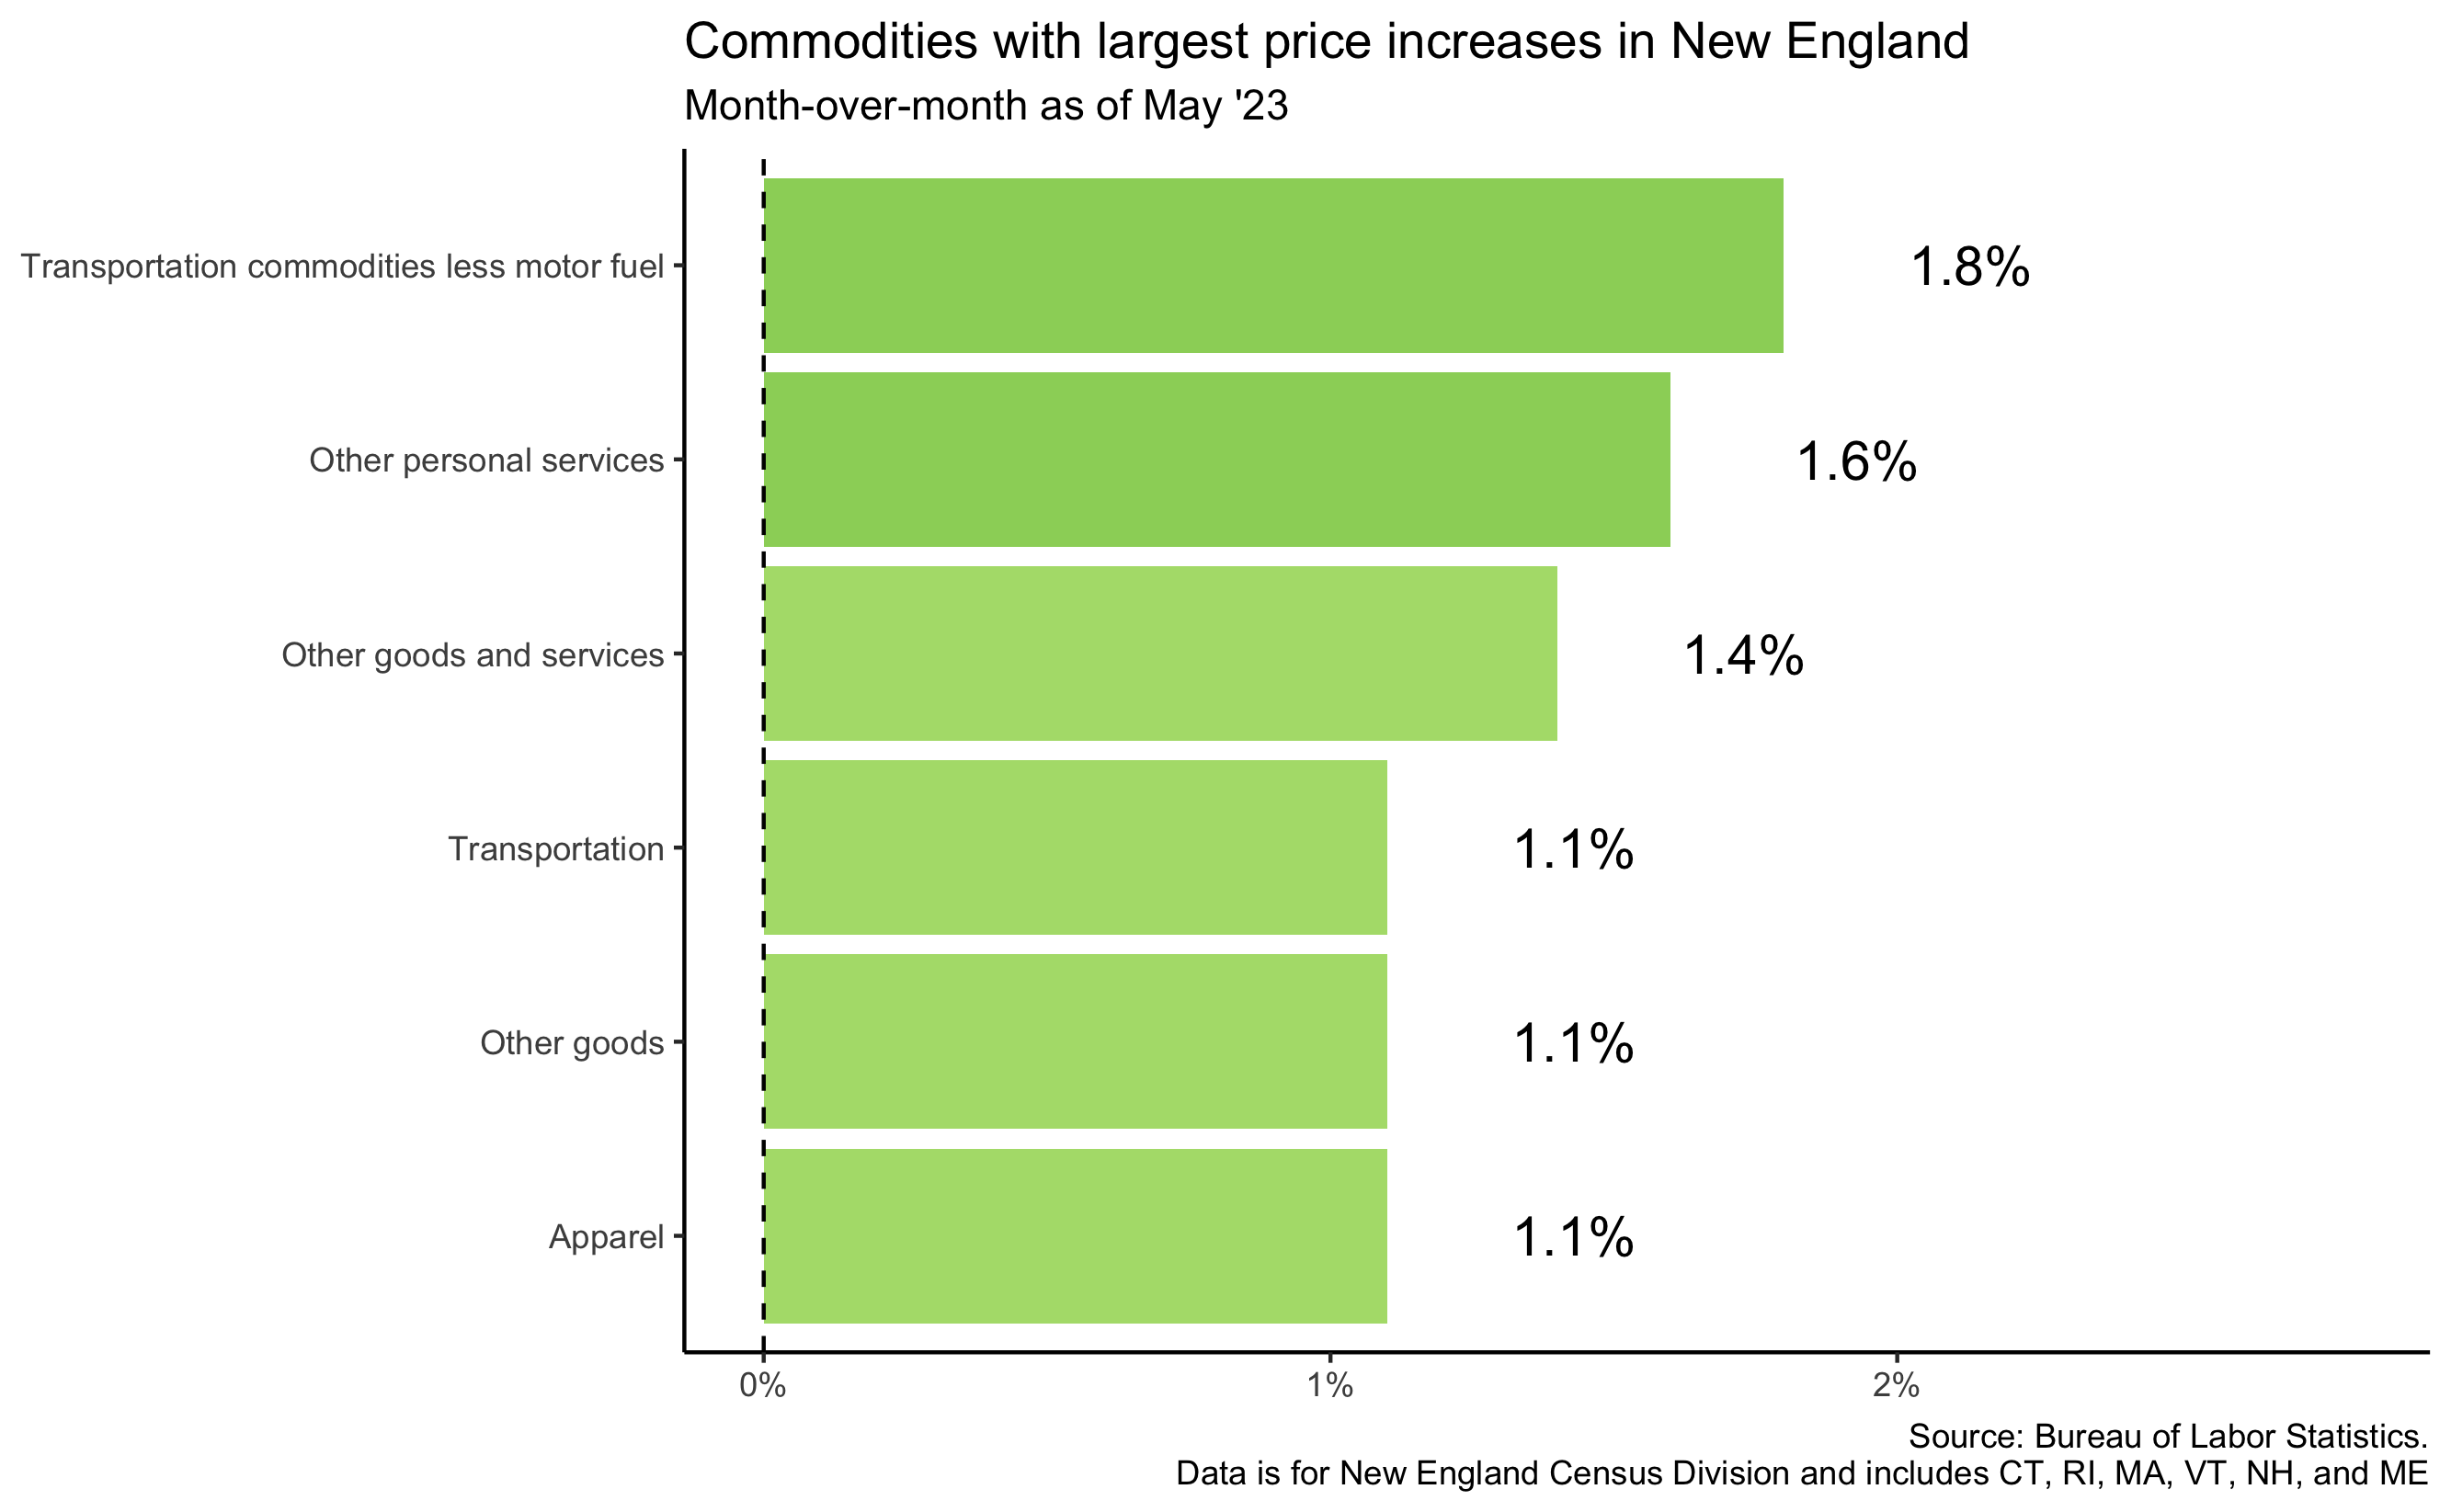 Commodities with largest price increases in New England
Month-over-month as of May '23
Transportation commodities less motor fuel
1.8%
Other personal services
1.6%
Other goods and services
1.4%
Transportation
1.1%
Other goods
1.1%
Apparel
1.1%
0%
1%
2%
Source: Bureau of Labor Statistics.
Data is for New England Census Division and includes CT, RI, MA, VT, NH, and ME